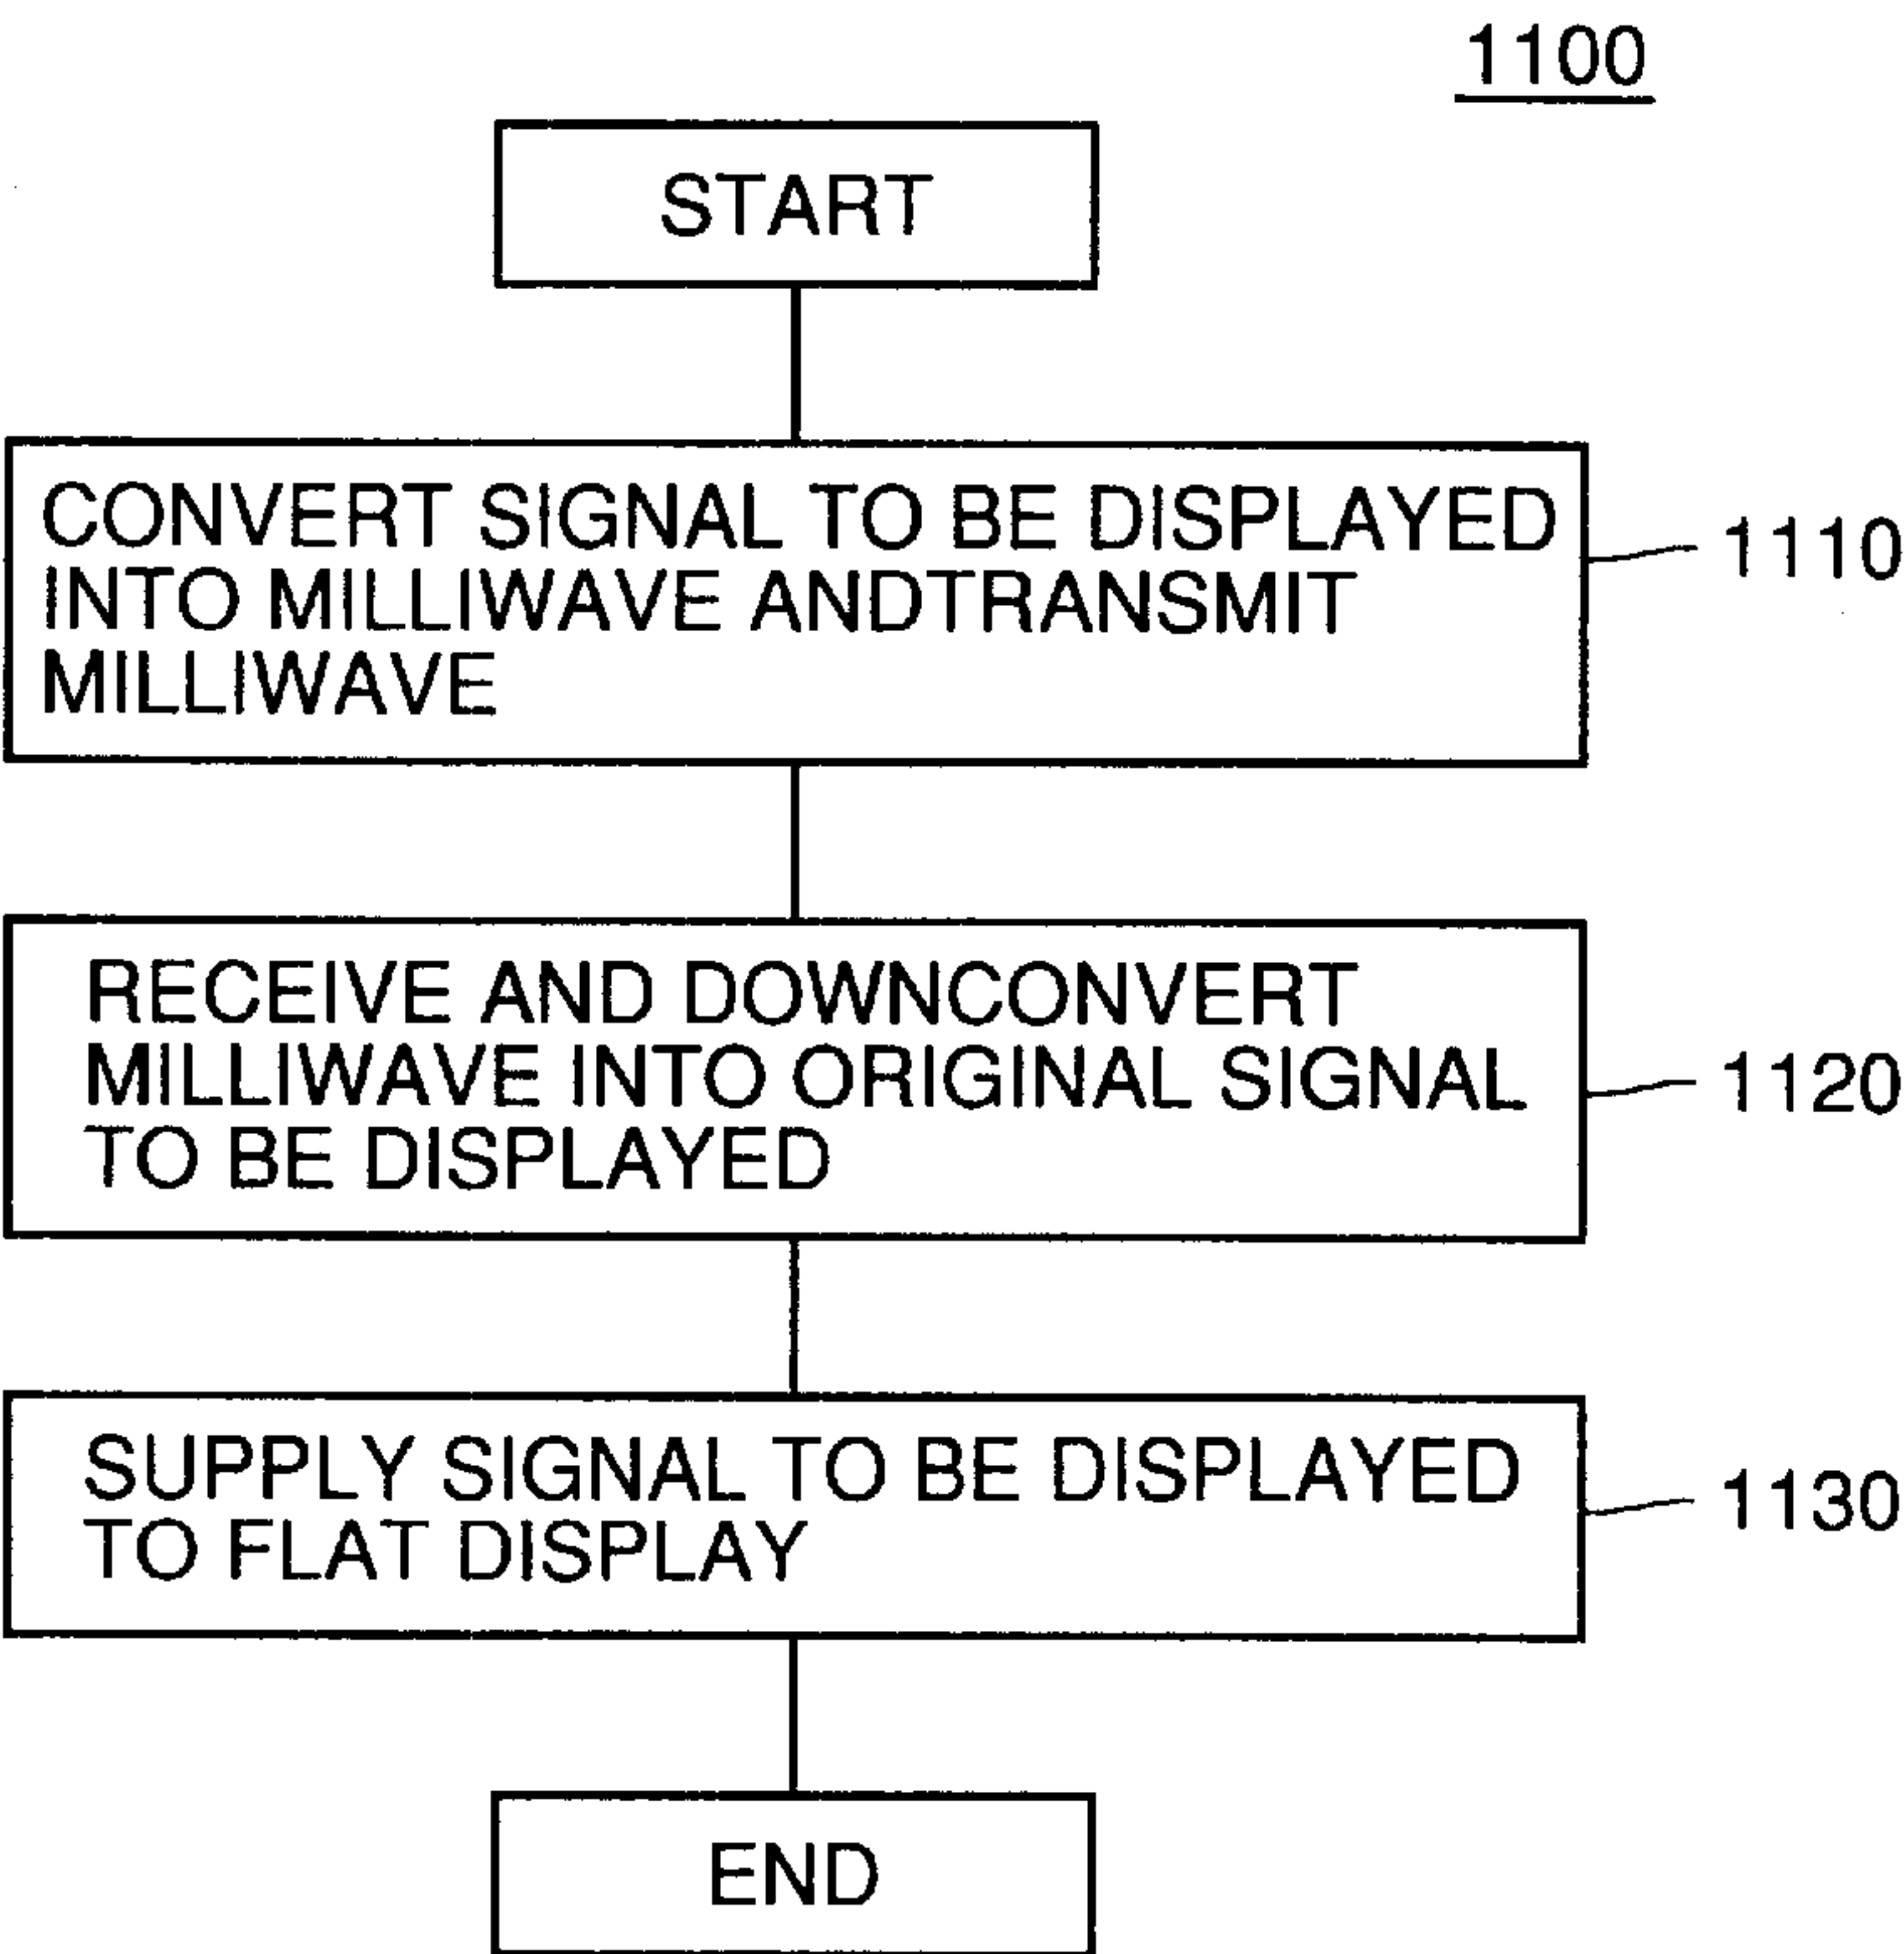 1100
START
CONVERT SIGNAL TO BE DISPLAYED
INTO MILLIWAVE ANDTRANSMIT
MILLIWAVE
1110
RECEIVE AND DOWNCONVERT
MILLIWAVE INTO ORIGINAL SIGNAL
TO BE DISPLAYED
1120
SUPPLY SIGNAL TO BE DISPLAYED
TO FLAT DISPLAY
1130
END